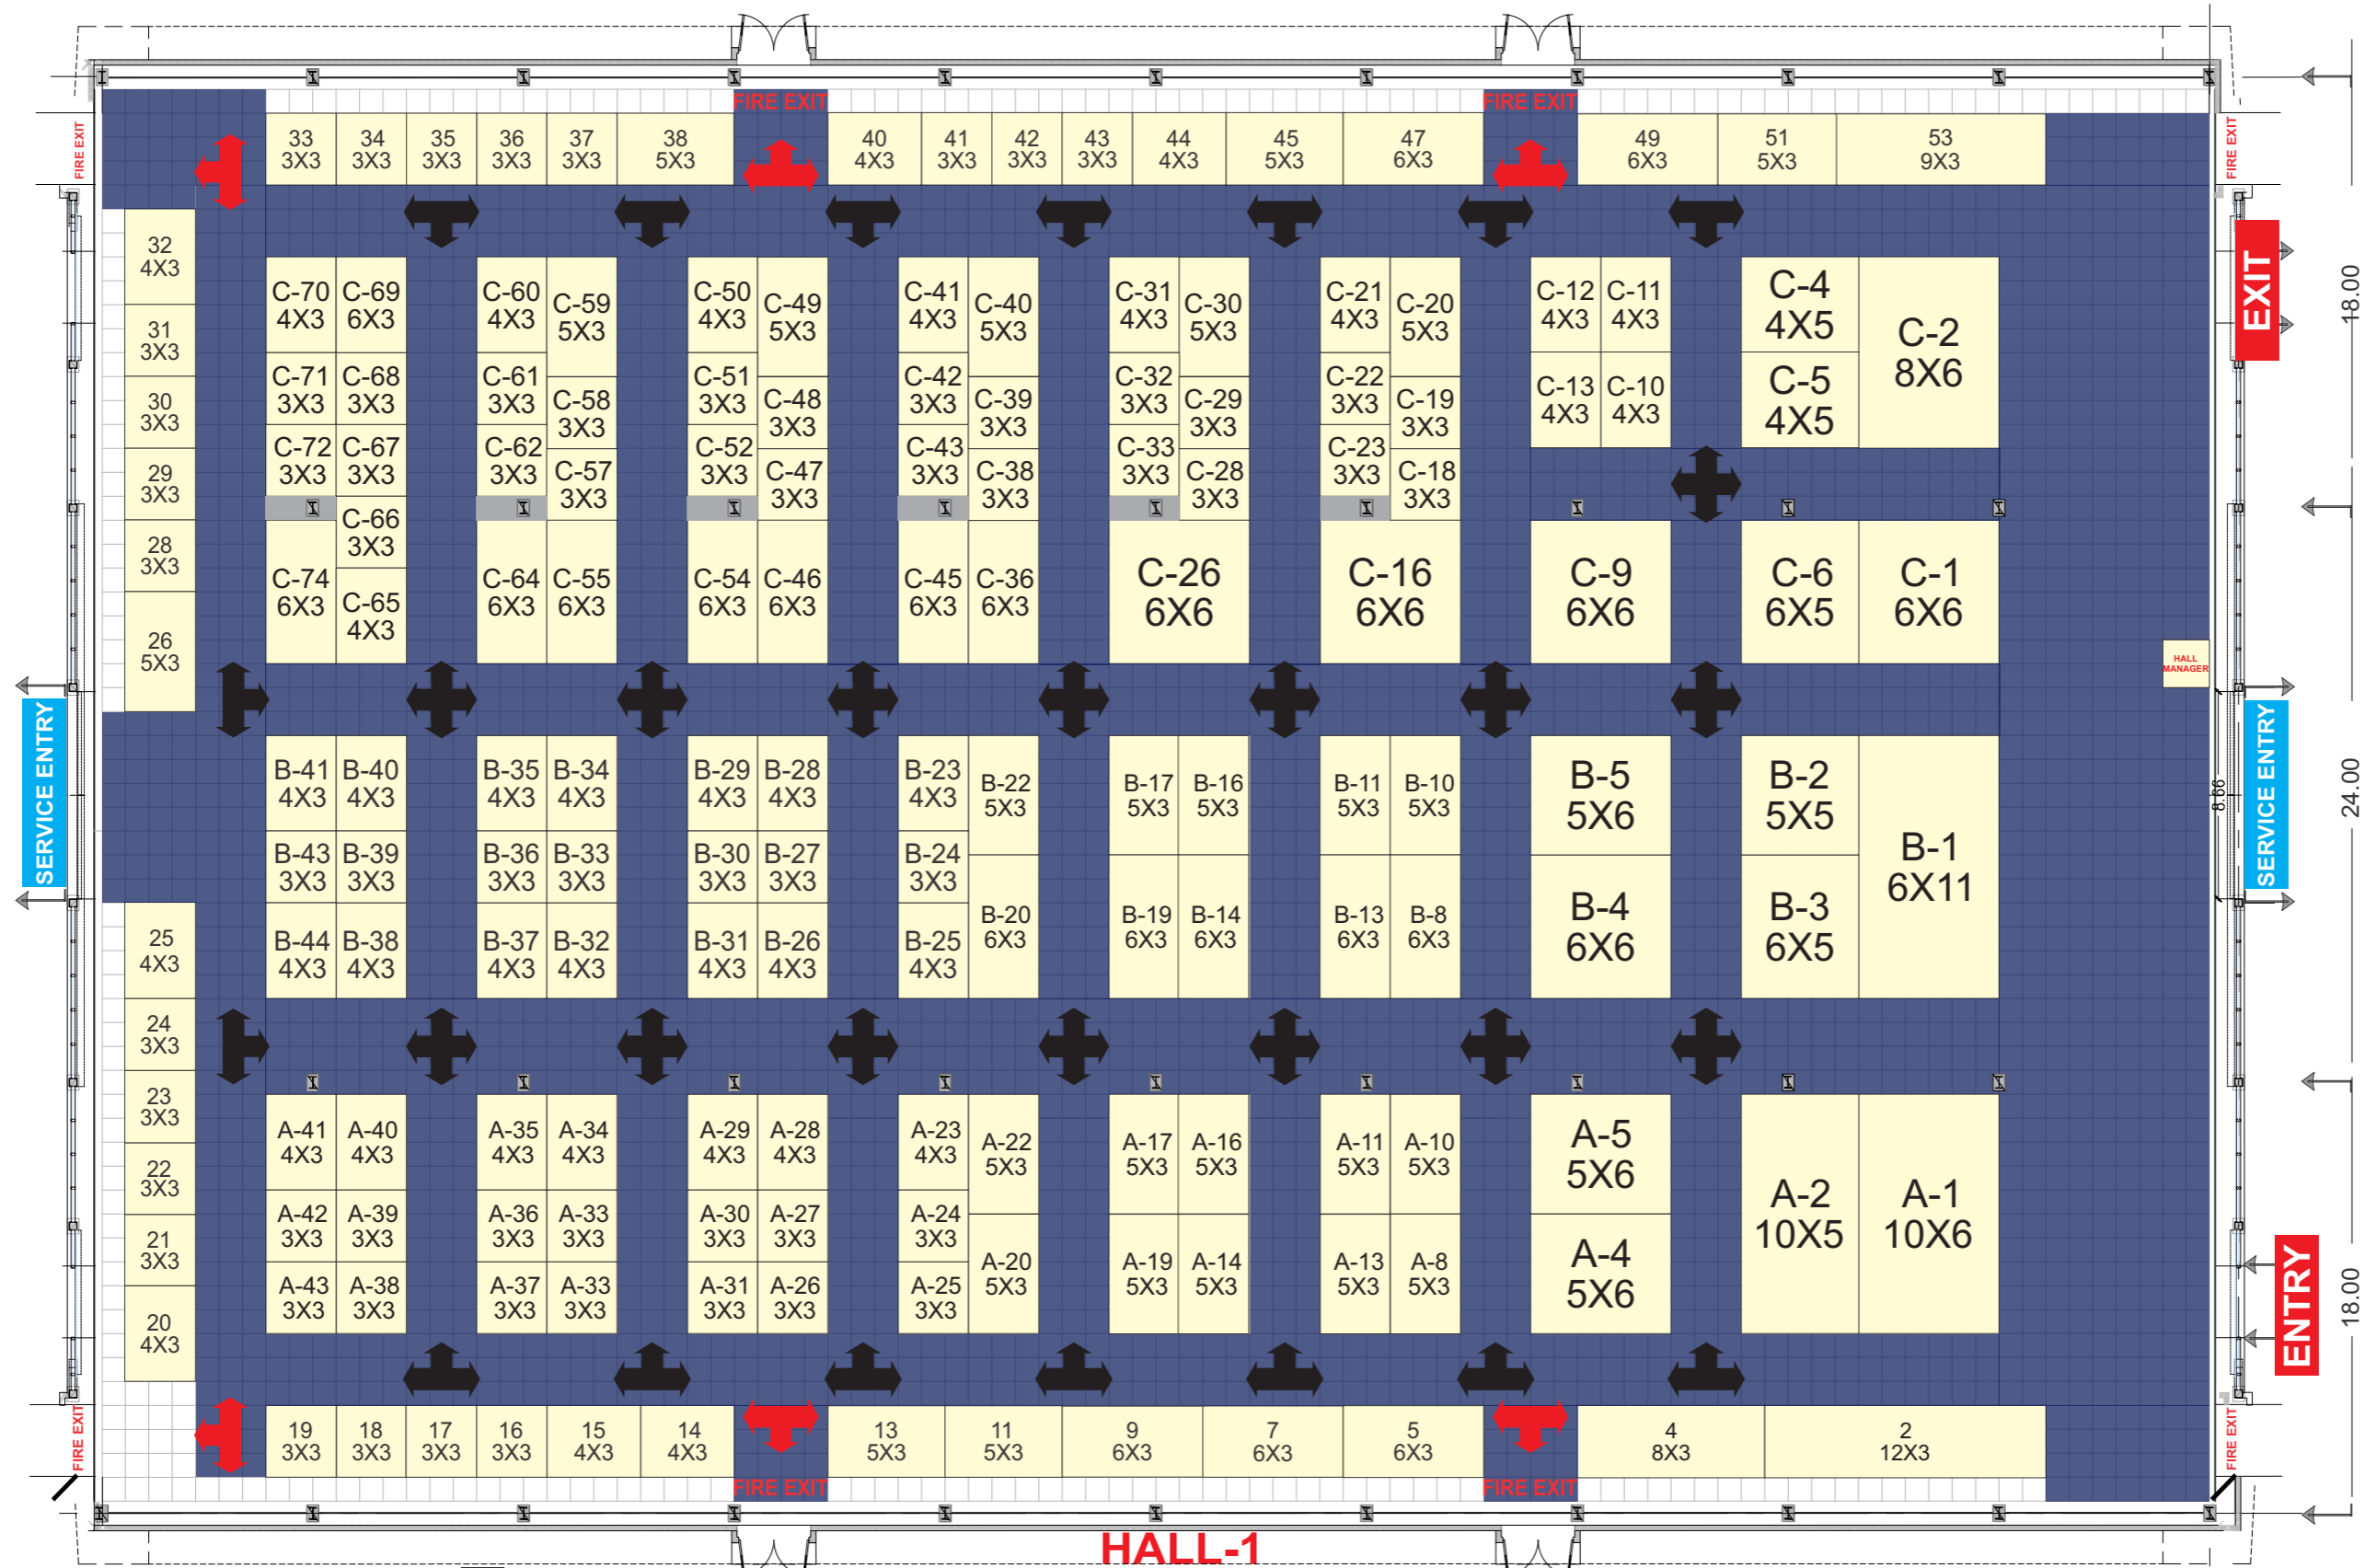 FIRE EXIT
FIRE EXIT
FIRE EXIT
FIRE EXIT
33
3X3
34
3X3
35
3X3
36
3X3
37
3X3
38
5X3
40
4X3
41
3X3
42
3X3
43
3X3
44
4X3
45
5X3
47
6X3
49
6X3
51
5X3
53
9X3
EXIT
18.00
32
4X3
31
3X3
30
3X3
29
3X3
28
3X3
26
5X3
C-70
4X3
C-69
6X3
C-71
3X3
C-68
3X3
C-72
3X3
C-67
3X3
C-66
3X3
C-74
6X3
C-65
4X3
C-60
4X3
C-59
5X3
C-61
3X3
C-58
3X3
C-62
3X3
C-57
3X3
C-64
6X3
C-55
6X3
C-50
4X3
C-49
5X3
C-51
3X3
C-48
3X3
C-52
3X3
C-47
3X3
C-54
6X3
C-46
6X3
C-41
4X3
C-40
5X3
C-42
3X3
C-39
3X3
C-43
3X3
C-38
3X3
C-45
6X3
C-36
6X3
C-31
4X3
C-30
5X3
C-32
3X3
C-29
3X3
C-33
3X3
C-28
3X3
C-26
6X6
C-21
4X3
C-20
5X3
C-22
3X3
C-19
3X3
C-23
3X3
C-18
3X3
C-16
6X6
C-12
4X3
C-11
4X3
C-13
4X3
C-10
4X3
C-9
6X6
C-4
4X5
C-5
4X5
C-2
8X6
C-6
6X5
C-1
6X6
HALL
MANAGER
SERVICE ENTRY
SERVICE ENTRY
8.66
24.00
B-41
4X3
B-40
4X3
B-43
3X3
B-39
3X3
B-44
4X3
B-38
4X3
B-35
4X3
B-34
4X3
B-36
3X3
B-33
3X3
B-37
4X3
B-32
4X3
B-29
4X3
B-28
4X3
B-30
3X3
B-27
3X3
B-31
4X3
B-26
4X3
B-23
4X3
B-22
5X3
B-24
3X3
B-20
6X3
B-25
4X3
B-17
5X3
B-16
5X3
B-19
6X3
B-14
6X3
B-11
5X3
B-10
5X3
B-13
6X3
B-8
6X3
B-5
5X6
B-4
6X6
B-2
5X5
B-3
6X5
B-1
6X11
25
4X3
24
3X3
23
3X3
22
3X3
21
3X3
20
4X3
A-41
4X3
A-40
4X3
A-42
3X3
A-39
3X3
A-43
3X3
A-38
3X3
A-35
4X3
A-34
4X3
A-36
3X3
A-33
3X3
A-37
3X3
A-33
3X3
A-29
4X3
A-28
4X3
A-30
3X3
A-27
3X3
A-31
3X3
A-26
3X3
A-23
4X3
A-22
5X3
A-24
3X3
A-20
5X3
A-25
3X3
A-17
5X3
A-16
5X3
A-19
5X3
A-14
5X3
A-11
5X3
A-10
5X3
A-13
5X3
A-8
5X3
A-5
5X6
A-4
5X6
A-2
10X5
A-1
10X6
ENTRY
18.00
19
3X3
18
3X3
17
3X3
16
3X3
15
4X3
14
4X3
13
5X3
11
5X3
9
6X3
7
6X3
5
6X3
4
8X3
2
12X3
FIRE EXIT
FIRE EXIT
FIRE EXIT
FIRE EXIT
HALL-1